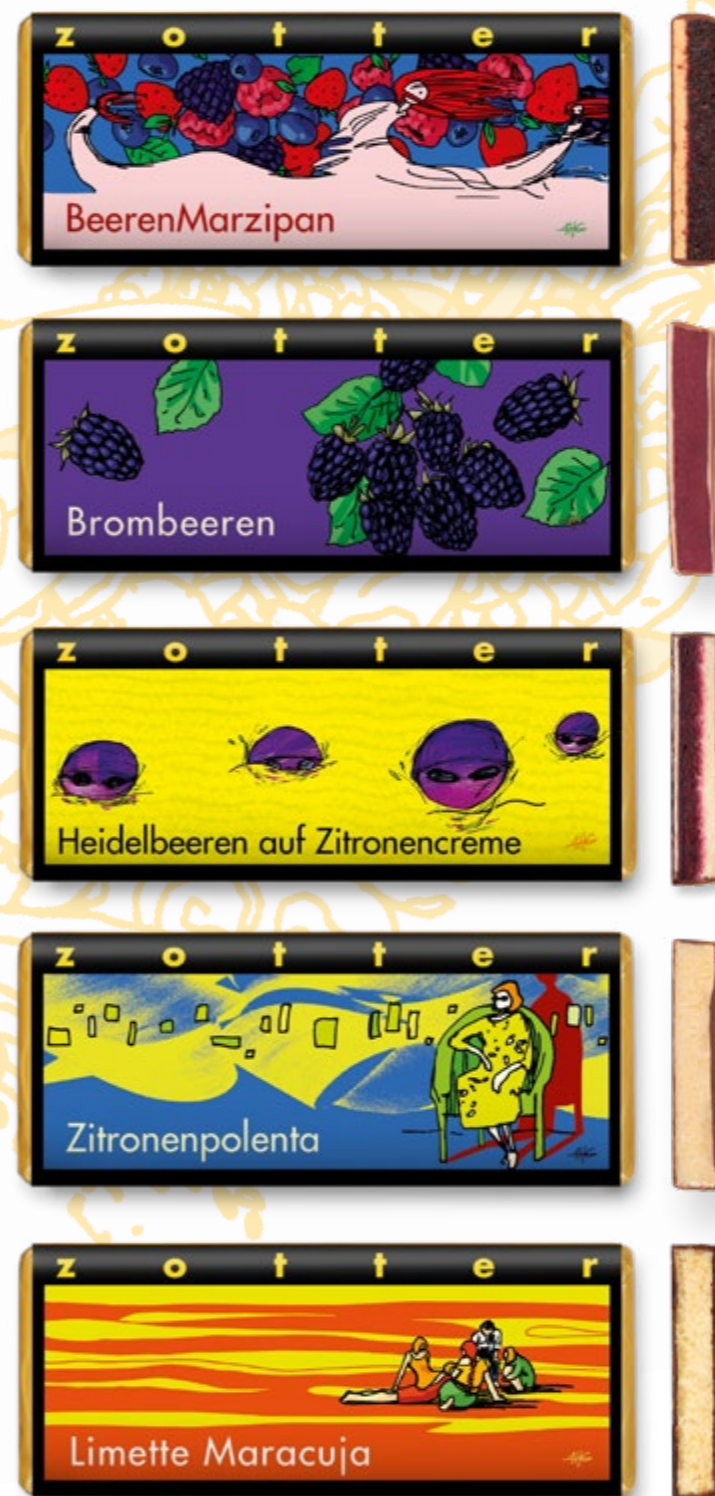 zotter
BeerenMarzipan
zotter
Brombeeren
zotter
Heidelbeeren auf Zitronencreme
zotter
Zitronenpolenta
zotter
Limette Maracuja